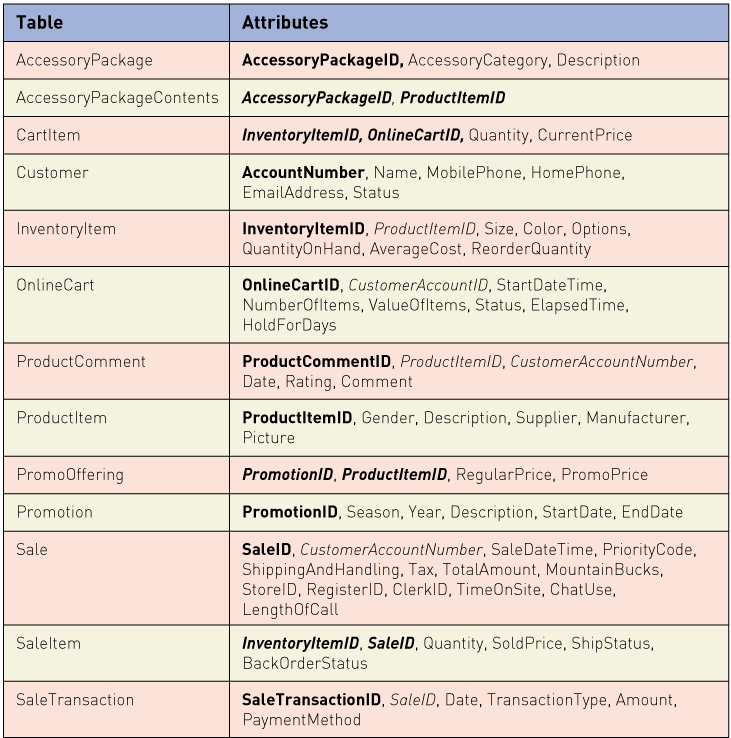 Table Attributes
AccessoryPackage AccessoryPackageID, AccessoryCategory, Description
AccessoryPackageContents AccessoryPackageID, ProductItemID
CartItem InventoryItemID, OnlineCartID, Quantity, CurrentPrice
Customer AccountNumber, Name, MobilePhone, HomePhone,
EmailAddress, Status
InventoryItem InventoryItemID, ProductItemID, Size, Color, Options,
QuantityOnHand, AverageCost, ReorderQuantity
OnlineCart OnlineCartID, CustomerAccountID, StartDateTime,
NumberOfItems, ValueOfItems, Status, ElapsedTime,
HoldForDays
ProductComment ProductCommentID, ProductItemID, CustomerAccountNumber,
Date, Rating, Comment
ProductItem ProductItemID, Gender, Description, Supplier, Manufacturer,
Picture
PromoOffering PromotionID, ProductItemID, RegularPrice, PromoPrice
Promotion PromotionID, Season, Year, Description, StartDate, EndDate
Sale SaleID, CustomerAccountNumber, SaleDateTime, PriorityCode,
ShippingAndHandling, Tax, TotalAmount, MountainBucks,
StoreID, RegisterID, ClerkID, TimeOnSite, ChatUse,
LengthOfCall
SaleItem InventoryItemID, SaleID, Quantity, SoldPrice, ShipStatus,
BackOrderStatus
SaleTransaction SaleTransactionID, SaleID, Date, TransactionType, Amount,
PaymentMethod